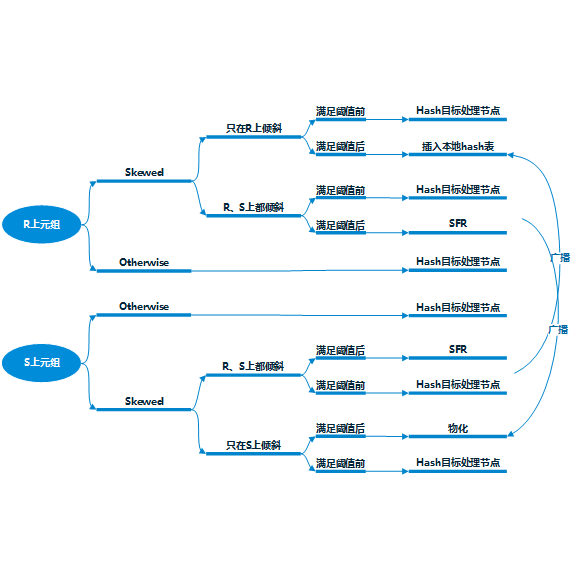 R上元组
Skewed
只在R上倾斜
满足阈值前
Hash目标处理节点
满足阈值后
插入本地hash表
R、S上都倾斜
满足阈值前
Hash目标处理节点
满足阈值后
SFR
Otherwise
Hash目标处理节点
广播
S上元组
Otherwise
Hash目标处理节点
广播
Skewed
R、S上都倾斜
满足阈值后
SFR
满足阈值前
Hash目标处理节点
只在S上倾斜
满足阈值后
物化
满足阈值前
Hash目标处理节点